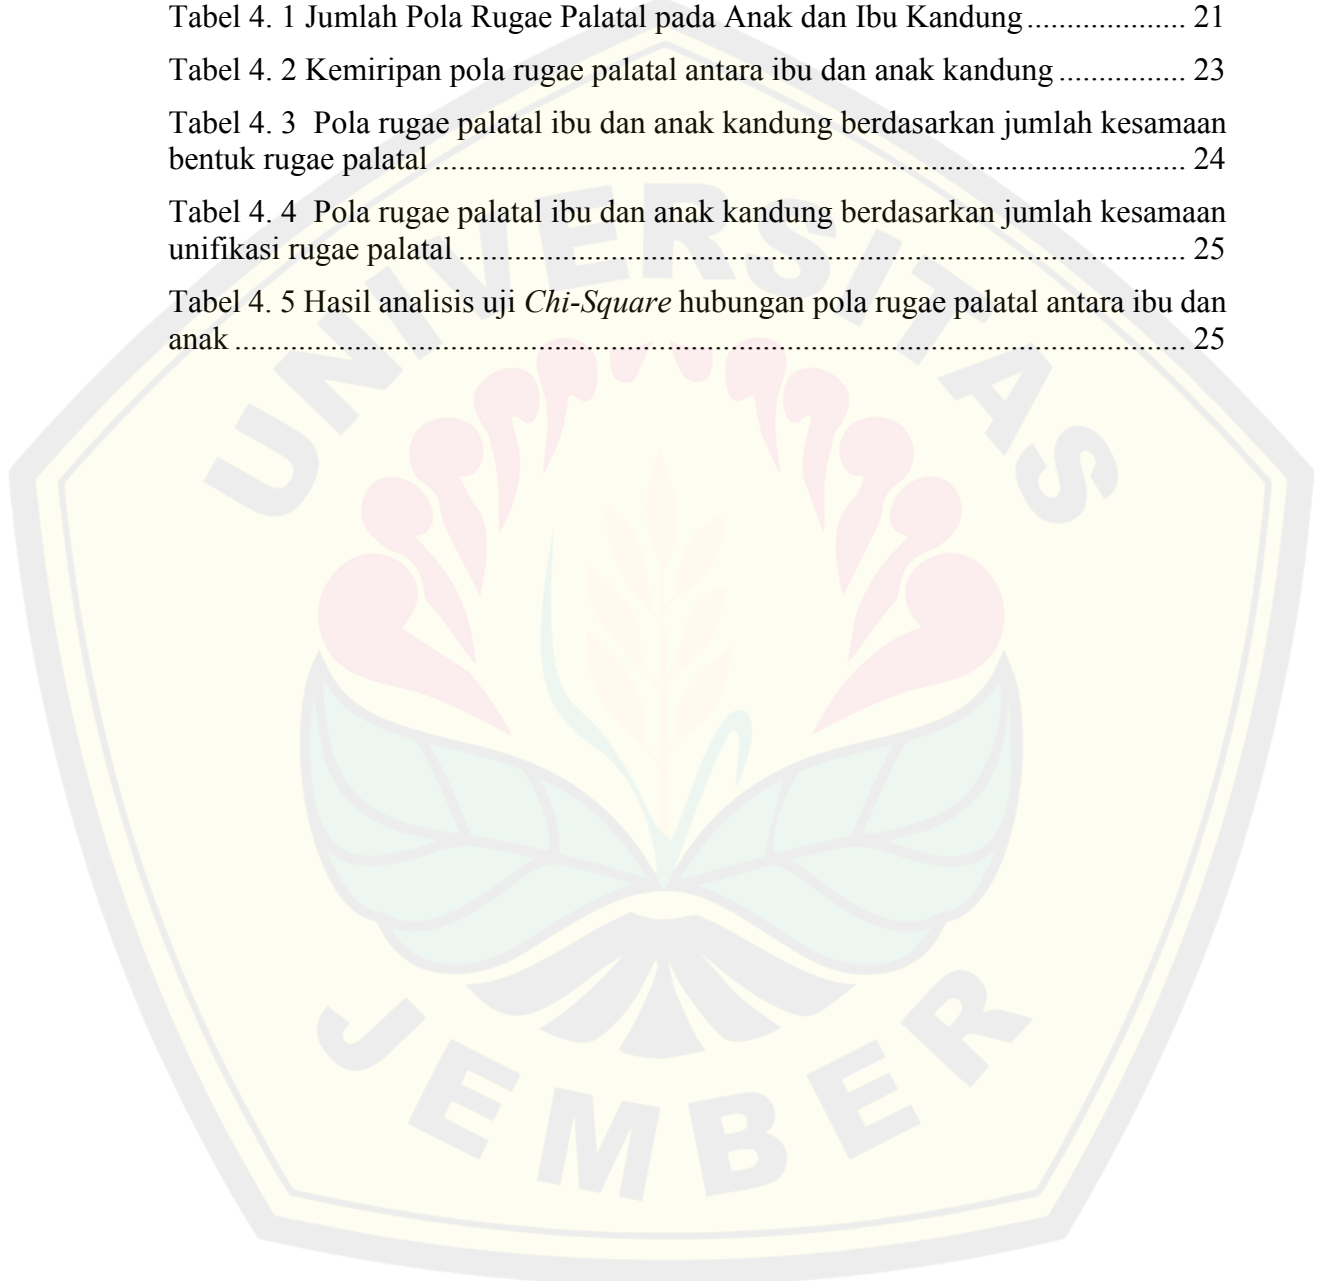 Tabel 4. 1 Jumlah Pola Rugae Palatal pada Anak dan Ibu Kandung.................... 21
Tabel 4. 2 Kemiripan pola rugae palatal antara ibu dan anak kandung................ 23
Tabel 4. 3  Pola rugae palatal ibu dan anak kandung berdasarkan jumlah kesamaan
bentuk rugae palatal................................................................................................ 24
Tabel 4. 4  Pola rugae palatal ibu dan anak kandung berdasarkan jumlah kesamaan
unifikasi rugae palatal............................................................................................. 25
Tabel 4. 5 Hasil analisis uji Chi-Square hubungan pola rugae palatal antara ibu dan
anak......................................................................................................................... 25
UNIVERSITAS
JEMBER